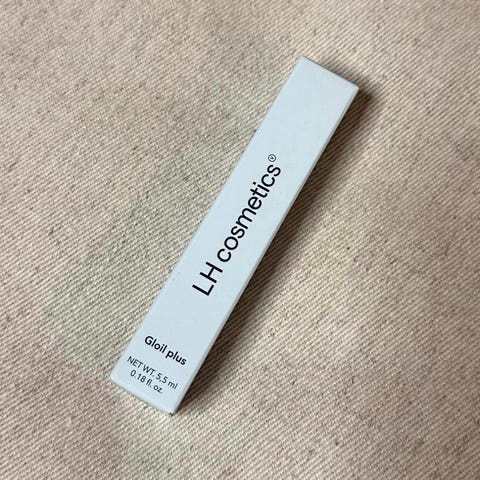 LH cosmetics®
Gloil plus
NET WT. 5,5 ml
0.18 fl. oz.